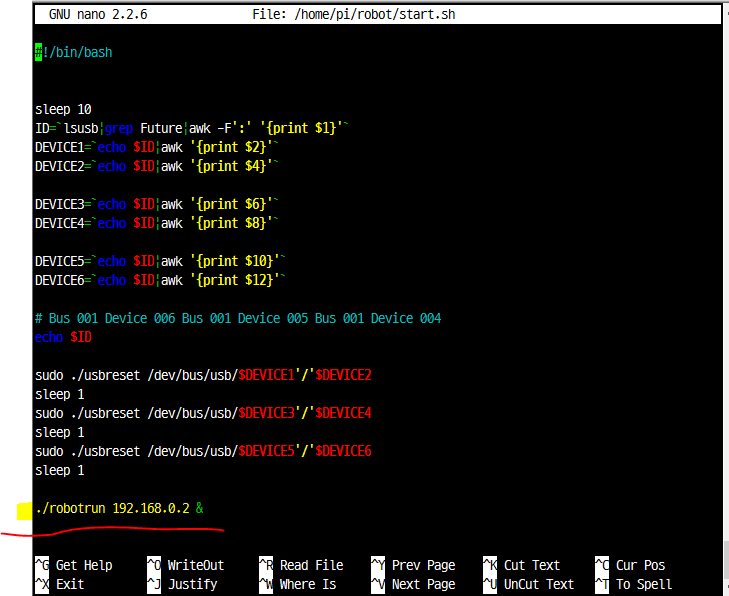 GNU nano 2.2.6 File: /home/pi/robot/start.sh
#!/bin/bash
sleep 10
ID=`lsusb|grep Future|awk -F':' '{print $1}'`
DEVICE1=`echo $ID|awk '{print $2}'`
DEVICE2=`echo $ID|awk '{print $4}'`
DEVICE3=`echo $ID|awk '{print $6}'`
DEVICE4=`echo $ID|awk '{print $8}'`
DEVICE5=`echo $ID|awk '{print $10}'`
DEVICE6=`echo $ID|awk '{print $12}'`
# Bus 001 Device 006 Bus 001 Device 005 Bus 001 Device 004
echo $ID
sudo ./usbreset /dev/bus/usb/$DEVICE1'/'$DEVICE2
sleep 1
sudo ./usbreset /dev/bus/usb/$DEVICE3'/'$DEVICE4
sleep 1
sudo ./usbreset /dev/bus/usb/$DEVICE5'/'$DEVICE6
sleep 1
./robotrun 192.168.0.2 &
^G Get Help ^O WriteOut ^R Read File ^Y Prev Page ^K Cut Text ^C Cur Pos
^X Exit ^J Justify ^W Where Is ^V Next Page ^U UnCut Text ^T To Spell